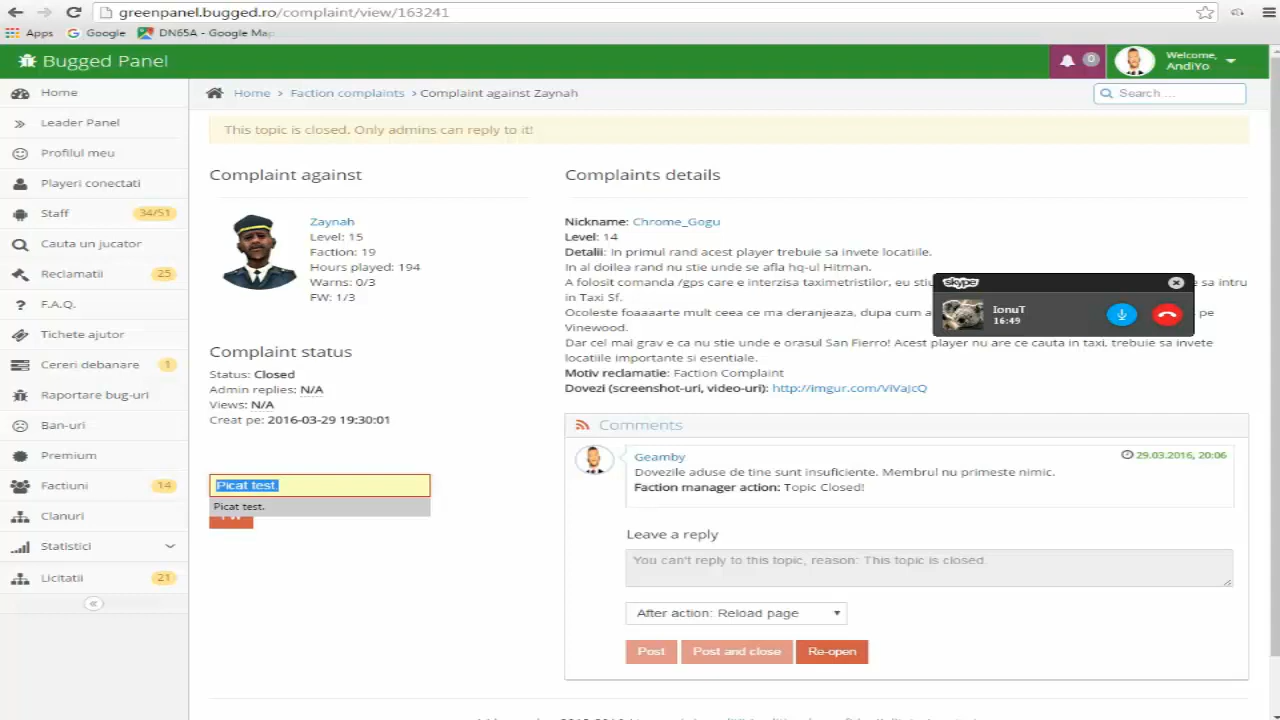 greenpanel.bugged.ro/complaint/view/163241
Apps Google DN65A - Google Map
Bugged Panel
0
Welcome,
AndiYo
Home
Leader Panel
Profilul meu
Playeri conectati
Staff 34/51
Cauta un jucator
Reclamatii 25
F.A.Q.
Tichete ajutor
Cereri debanare 1
Raportare bug-uri
Ban-uri
Premium
Factiuni 14
Clanuri
Statistici
Licitatii 21
Home > Faction complaints > Complaint against Zaynah
Search ...
This topic is closed. Only admins can reply to it!
Complaint against
Zaynah
Level: 15
Faction: 19
Hours played: 194
Warns: 0/3
FW: 1/3
Complaint status
Status: Closed
Admin replies: N/A
Views: N/A
Creat pe: 2016-03-29 19:30:01
Picat test.
Picat test.
Complaints details
Nickname: Chrome_Gogu
Level: 14
Detalii: In primul rand acest player trebuie sa invete locatiile.
In al doilea rand nu stie unde se afla hq-ul Hitman.
A folosit comanda /gps care e interzisa taximetristilor, eu stiu sa intru
in Taxi Sf.
Ocoleste foaaaarte mult ceea ce ma deranjeaza, dupa cum a pe
Vinewood.
Dar cel mai grav e ca nu stie unde e orasul San Fierro! Acest player nu are ce cauta in taxi, trebuie sa invete
locatiile importante si esentiale.
Motiv reclamatie: Faction Complaint
Dovezi (screenshot-uri, video-uri): http://imgur.com/ViVaJcQ
skype
IonuT
16:49
Comments
Geamby
29.03.2016, 20:06
Dovezile aduse de tine sunt insuficiente. Membrul nu primeste nimic.
Faction manager action: Topic Closed!
Leave a reply
You can't reply to this topic, reason: This topic is closed.
After action: Reload page
Post Post and close Re-open